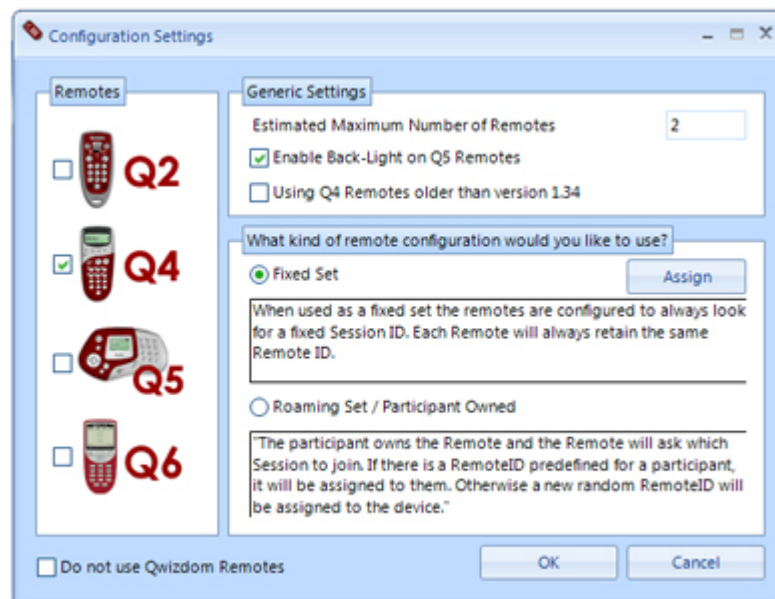 Configuration Settings
Remotes
Q2
Q4
Q5
Q6
Generic Settings
Estimated Maximum Number of Remotes 2
Enable Back-Light on Q5 Remotes
Using Q4 Remotes older than version 1.34
What kind of remote configuration would you like to use?
Fixed Set Assign
When used as a fixed set the remotes are configured to always look
for a fixed Session ID. Each Remote will always retain the same
Remote ID.
Roaming Set / Participant Owned
"The participant owns the Remote and the Remote will ask which
Session to join. If there is a RemoteID predefined for a participant,
it will be assigned to them. Otherwise a new random RemoteID will
be assigned to the device."
Do not use Qwizdom Remotes
OK Cancel